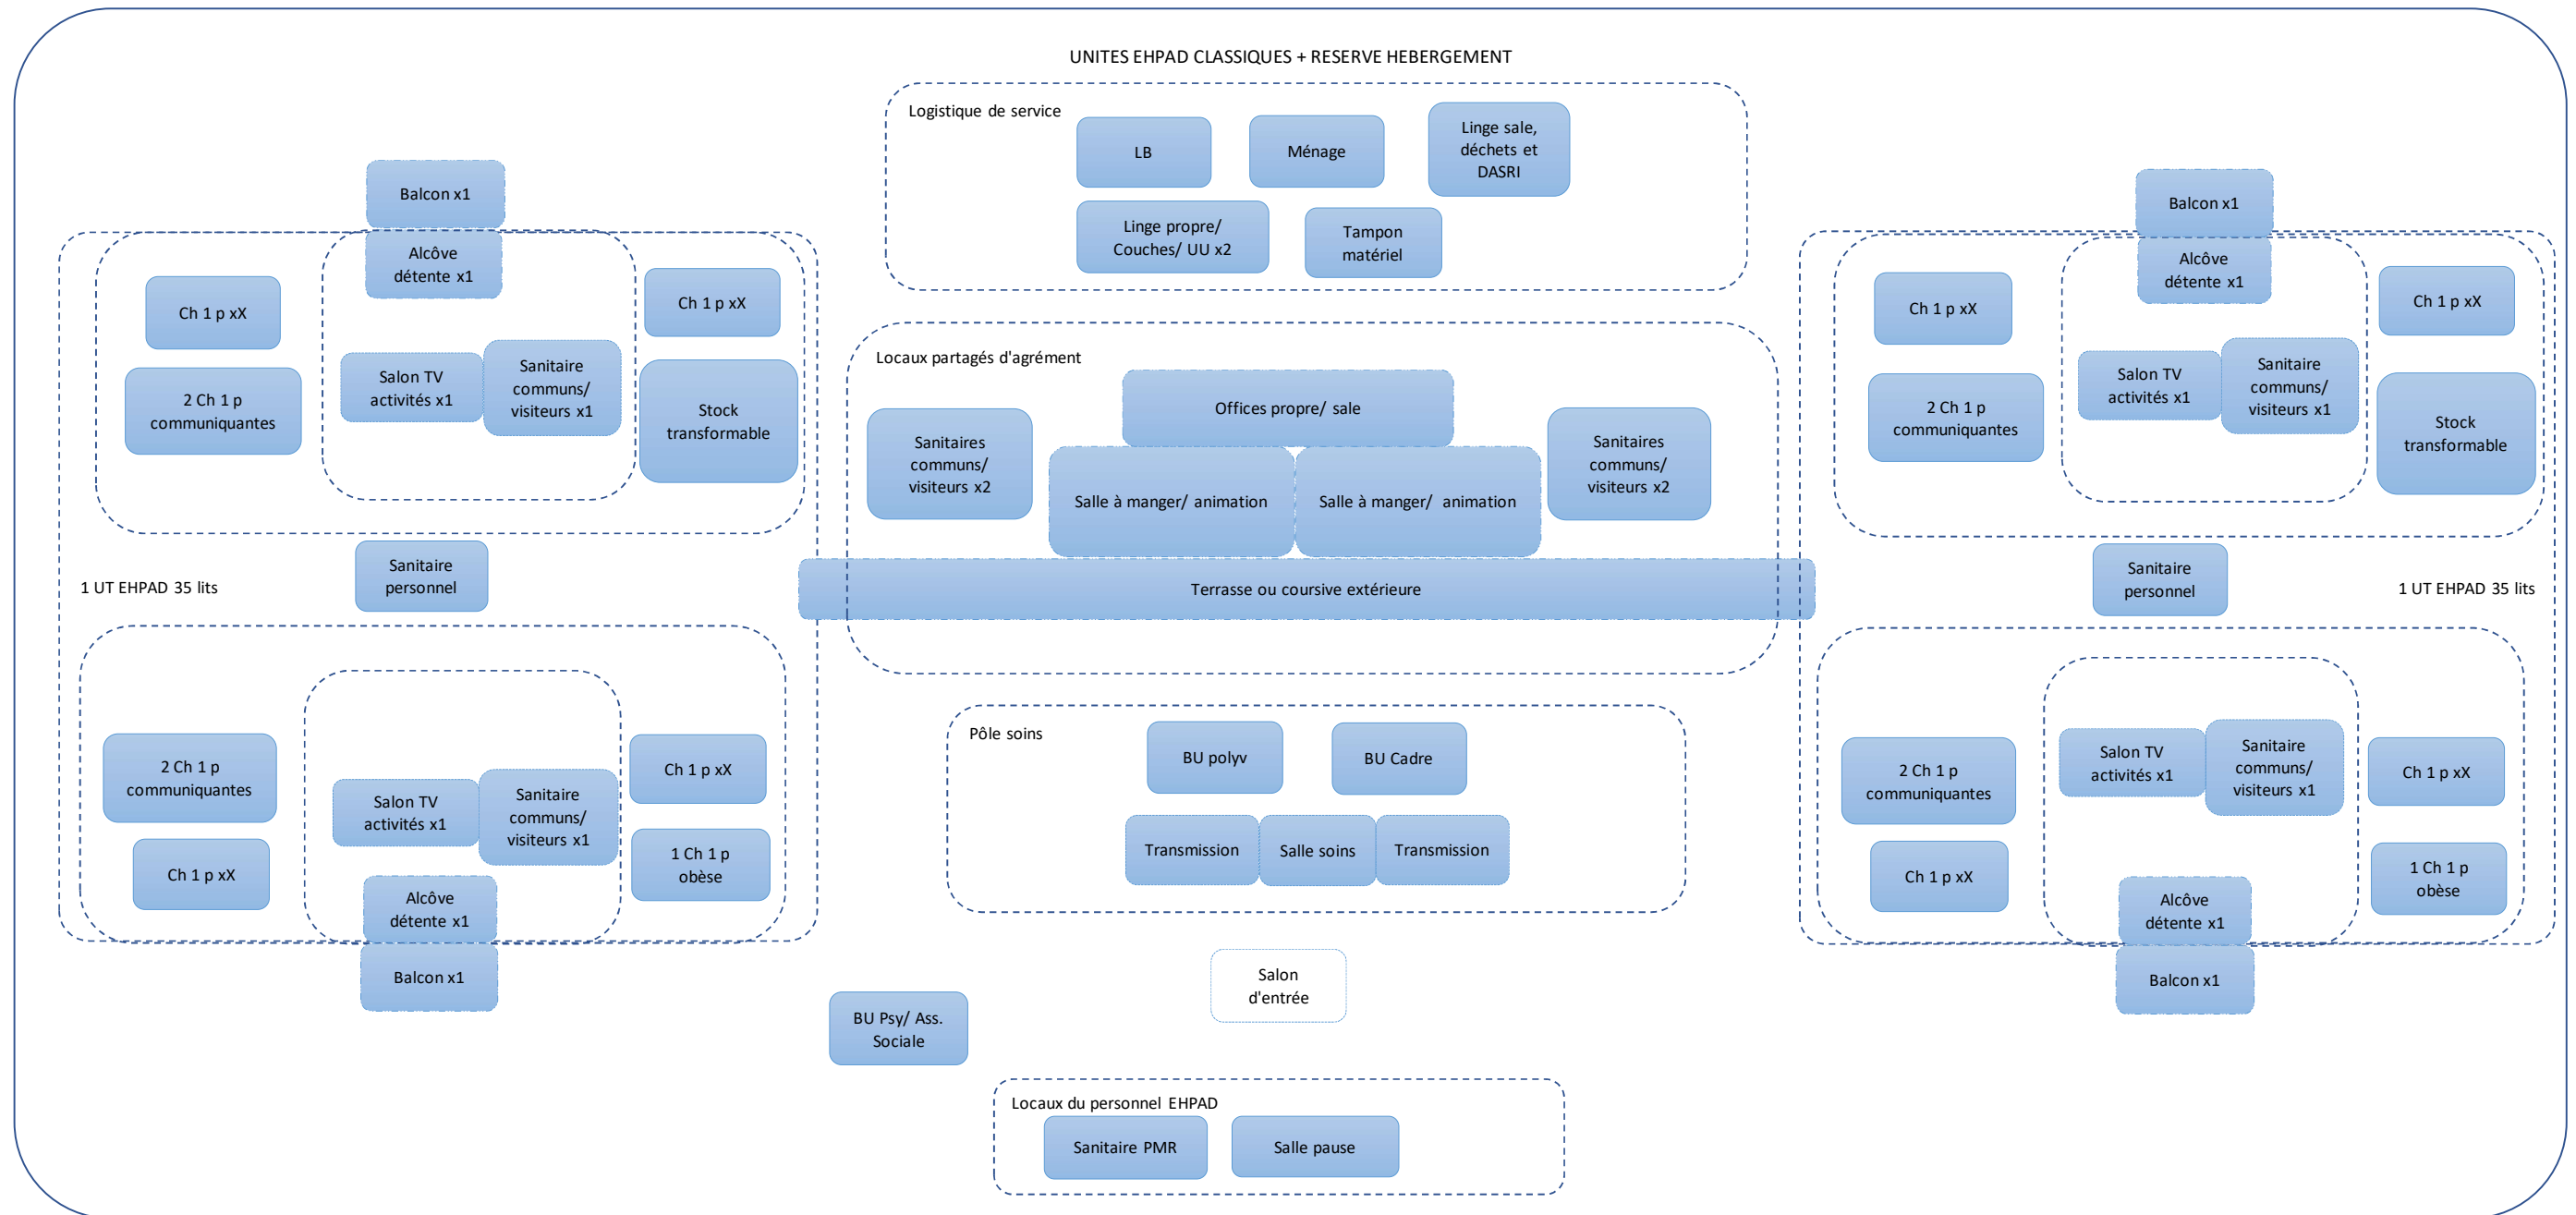 UNITES EHPAD CLASSIQUES + RESERVE HEBERGEMENT
Logistique de service
LB
Ménage
Linge sale,
déchets et
DASRI
Linge propre/
Couches/ UU x2
Tampon
matériel
Balcon x1
Alcôve
détente x1
Ch 1 p xX
Ch 1 p xX
2 Ch 1 p
communiquantes
Salon TV
activités x1
Sanitaire
communs/
visiteurs x1
Stock
transformable
Sanitaire
personnel
1 UT EHPAD 35 lits
2 Ch 1 p
communiquantes
Ch 1 p xX
Salon TV
activités x1
Sanitaire
communs/
visiteurs x1
Ch 1 p xX
1 Ch 1 p
obèse
Alcôve
détente x1
Balcon x1
Locaux partagés d'agrément
Offices propre/ sale
Sanitaires
communs/
visiteurs x2
Salle à manger/ animation
Salle à manger/ animation
Sanitaires
communs/
visiteurs x2
Terrasse ou coursive extérieure
Pôle soins
BU polyv
BU Cadre
Transmission
Salle soins
Transmission
Salon
d'entrée
BU Psy/ Ass.
Sociale
Locaux du personnel EHPAD
Sanitaire PMR
Salle pause
Balcon x1
Alcôve
détente x1
Ch 1 p xX
Ch 1 p xX
2 Ch 1 p
communiquantes
Salon TV
activités x1
Sanitaire
communs/
visiteurs x1
Stock
transformable
Sanitaire
personnel
1 UT EHPAD 35 lits
2 Ch 1 p
communiquantes
Ch 1 p xX
Salon TV
activités x1
Sanitaire
communs/
visiteurs x1
Ch 1 p xX
1 Ch 1 p
obèse
Alcôve
détente x1
Balcon x1